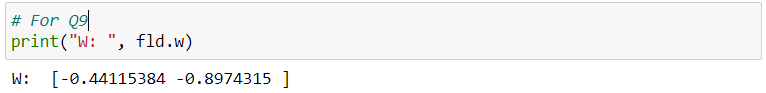 # For Q9
print("W: ", fld.w)
W:  [-0.44115384 -0.8974315 ]